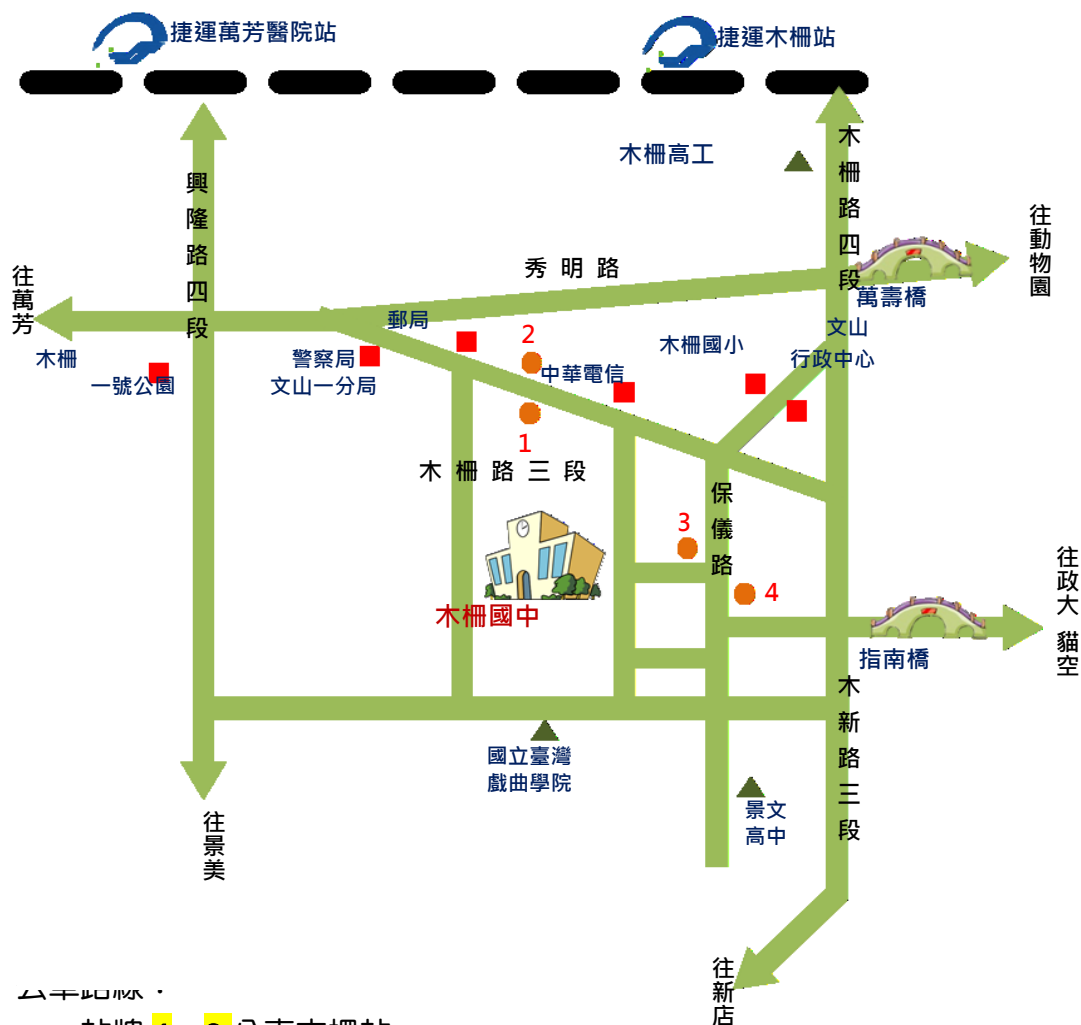 捷運萬芳醫院站
捷運木柵站
木柵高工
木柵路四段
興隆路四段
往動物園
秀明路
往萬芳
萬壽橋
郵局
文山
行政中心
2
木柵國小
木柵
一號公園
警察局
文山一分局
中華電信
1
木柵路三段
保儀路
3
4
往政大 貓空
木柵國中
指南橋
木新路三段
國立臺灣
戲曲學院
景文
高中
往景美
往新店